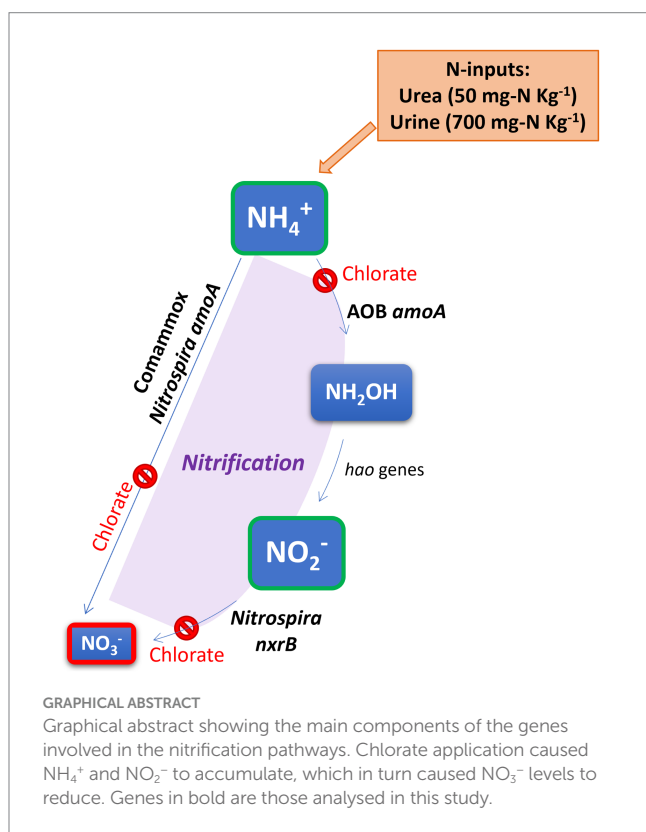 N-inputs:
Urea (50 mg-N Kg⁻¹)
Urine (700 mg-N Kg⁻¹)
NH₄⁺
Chlorate
AOB amoA
Comammox
Nitrospira amoA
NH₂OH
Nitrification
hao genes
Chlorate
NO₂⁻
Nitrospira
nxrB
NO₃⁻
Chlorate
GRAPHICAL ABSTRACT
Graphical abstract showing the main components of the genes
involved in the nitrification pathways. Chlorate application caused
NH₄⁺ and NO₂⁻ to accumulate, which in turn caused NO₃⁻ levels to
reduce. Genes in bold are those analysed in this study.